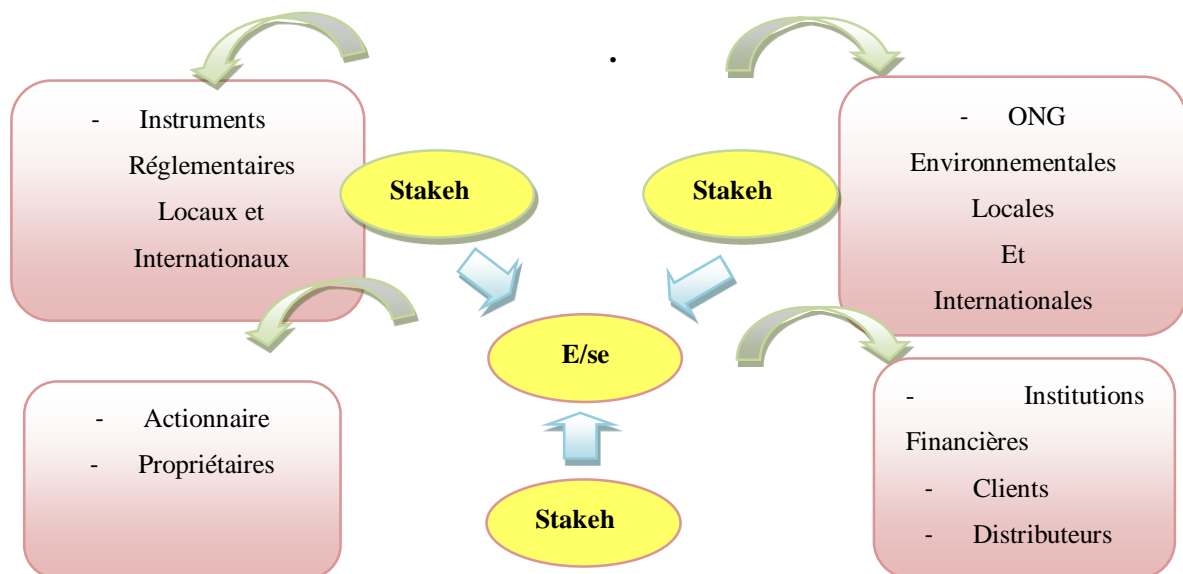 .
- Instruments
Réglementaires
Locaux et
Internationaux
Stakeh
Stakeh
- ONG
Environnementales
Locales
Et
Internationales
E/se
- Actionnaire
- Propriétaires
- Institutions
Financières
- Clients
- Distributeurs
Stakeh